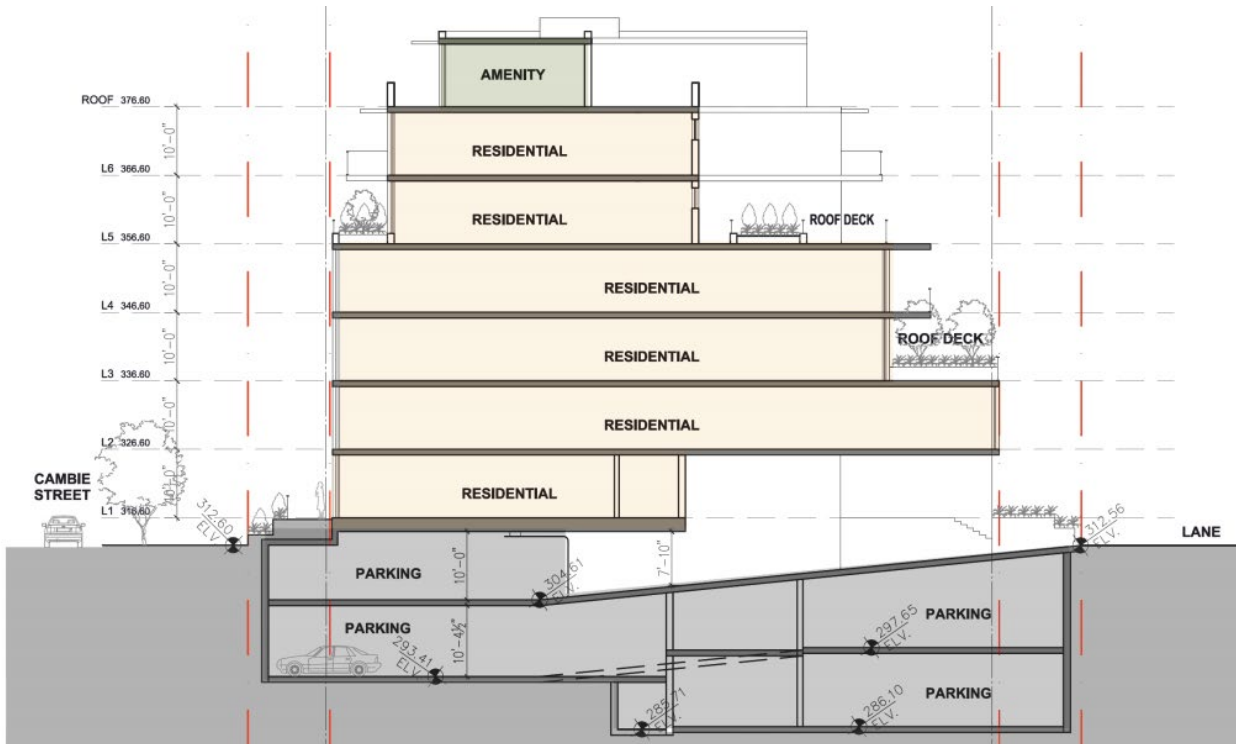 AMENITY
ROOF 376.60
10'-0"
RESIDENTIAL
L6 366.60
10'-0"
RESIDENTIAL
ROOF DECK
L5 356.60
10'-0"
RESIDENTIAL
L4 346.60
10'-0"
RESIDENTIAL
ROOF DECK
L3 336.60
10'-0"
RESIDENTIAL
L2 326.60
10'-0"
CAMBIE
STREET
RESIDENTIAL
L1 316.60
312.60
ELV.
312.56
ELV.
LANE
PARKING
10'-0"
7'-10"
304.61
ELV.
PARKING
PARKING
10'-4½"
297.65
ELV.
293.41
ELV.
PARKING
285.71
ELV.
286.10
ELV.